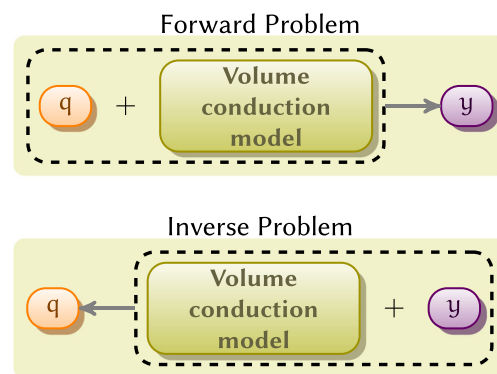 Forward Problem
q + Volume conduction model y
Inverse Problem
q Volume conduction model + y